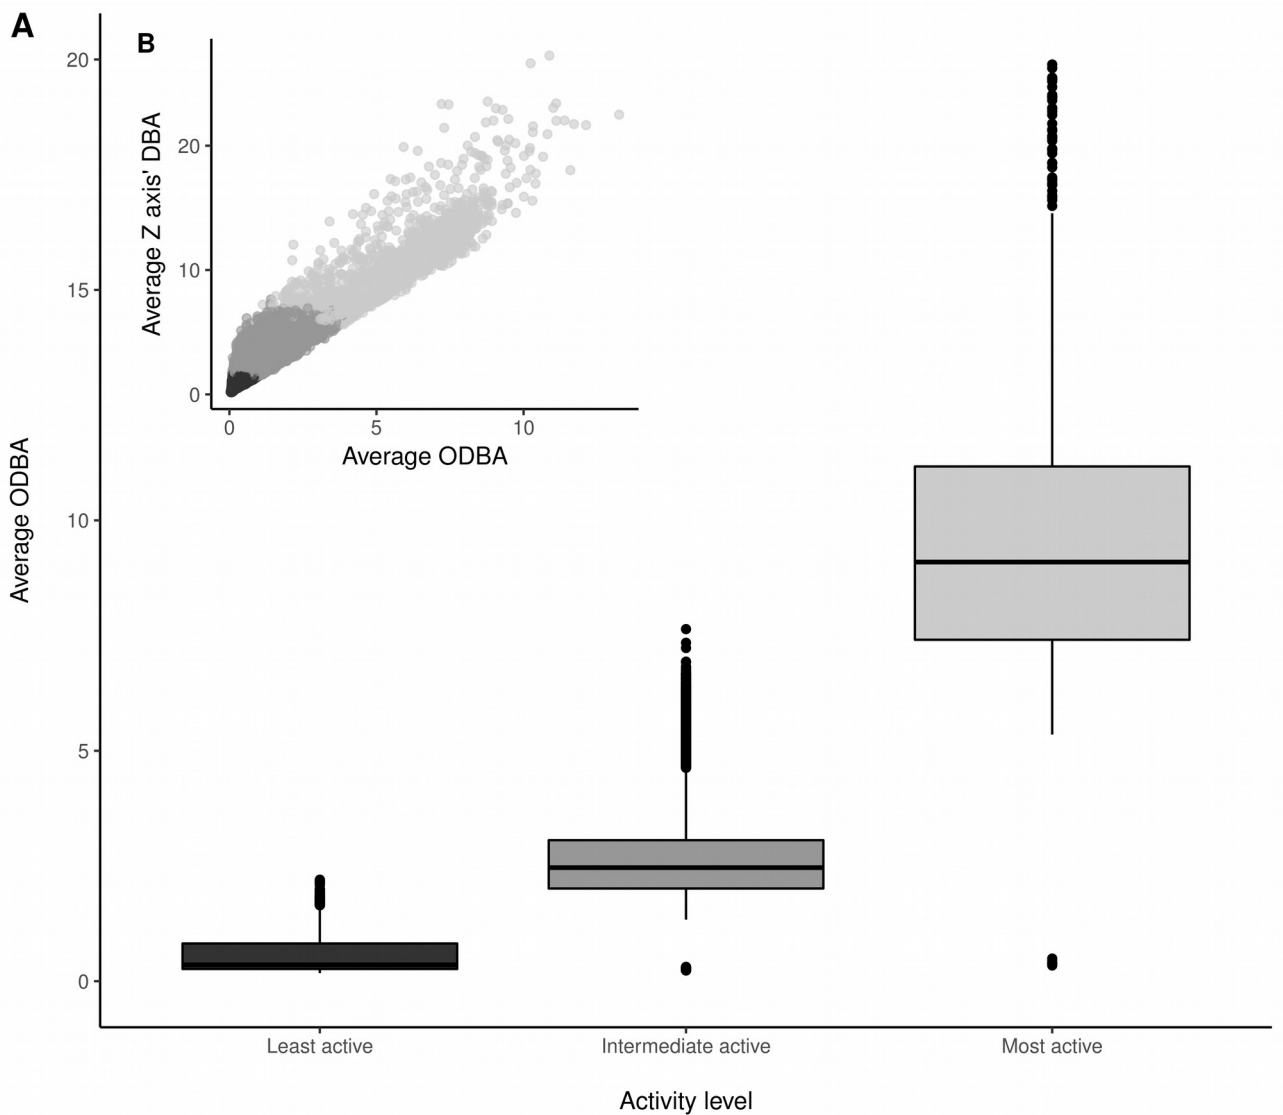 A
B
20
15
10
5
0
Average ODBA
20
10
0
Average Z axis' DBA
0 5 10
Average ODBA
Least active Intermediate active Most active
Activity level